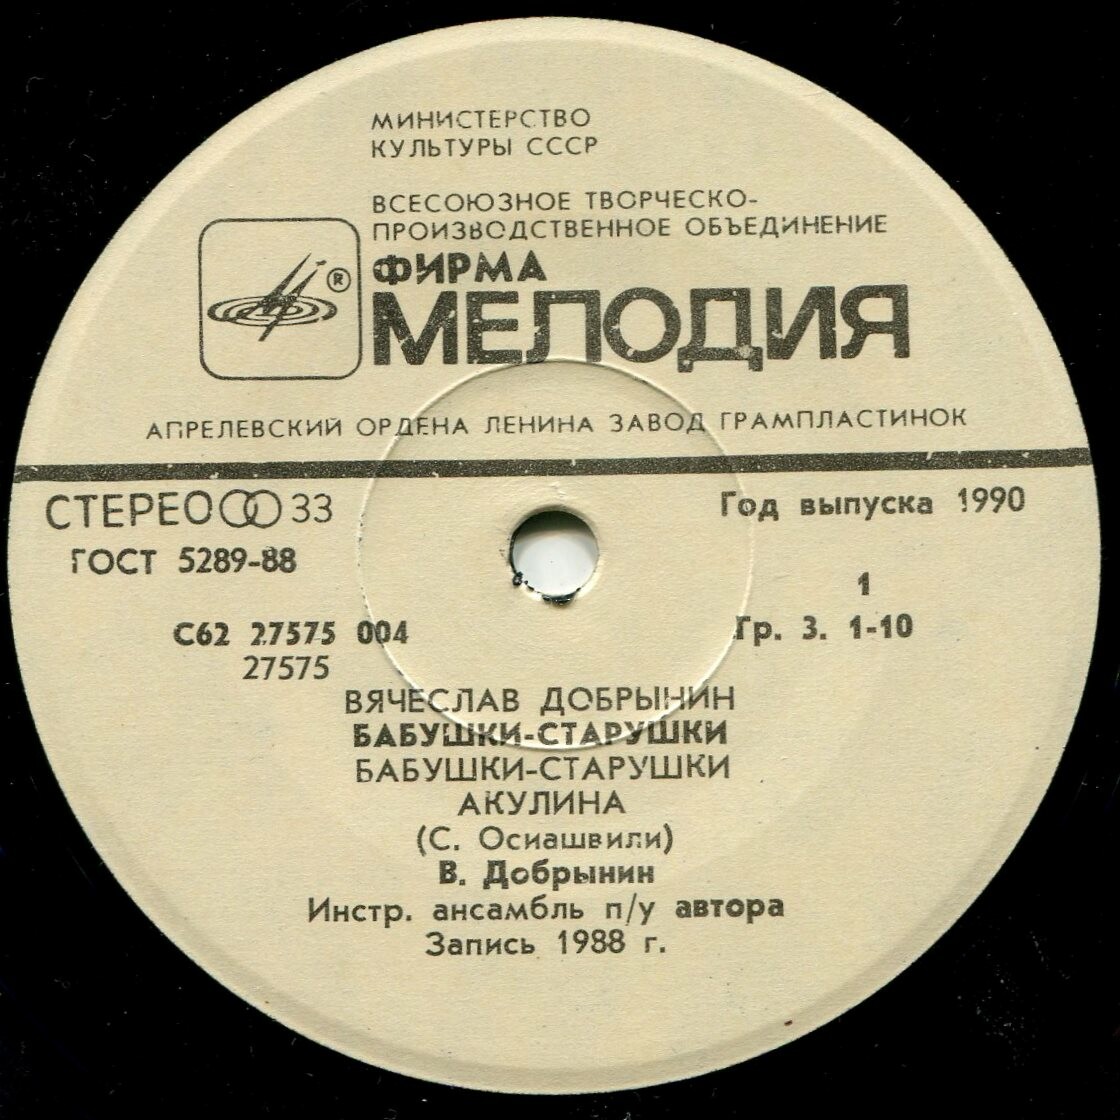 МИНИСТЕРСТВО
КУЛЬТУРЫ СССР
ВСЕСОЮЗНОЕ ТВОРЧЕСКО-
ПРОИЗВОДСТВЕННОЕ ОБЪЕДИНЕНИЕ
®
ФИРМА
МЕЛОДИЯ
АПРЕЛЕВСКИЙ ОРДЕНА ЛЕНИНА ЗАВОД ГРАМПЛАСТИНОК
СТЕРЕО 33
Год выпуска 1990
ГОСТ 5289-88
1
С62 27575 004
Гр. 3. 1-10
27575
ВЯЧЕСЛАВ ДОБРЫНИН
БАБУШКИ-СТАРУШКИ
БАБУШКИ-СТАРУШКИ
АКУЛИНА
(С. Осиашвили)
В. Добрынин
Инстр. ансамбль п/у автора
Запись 1988 г.